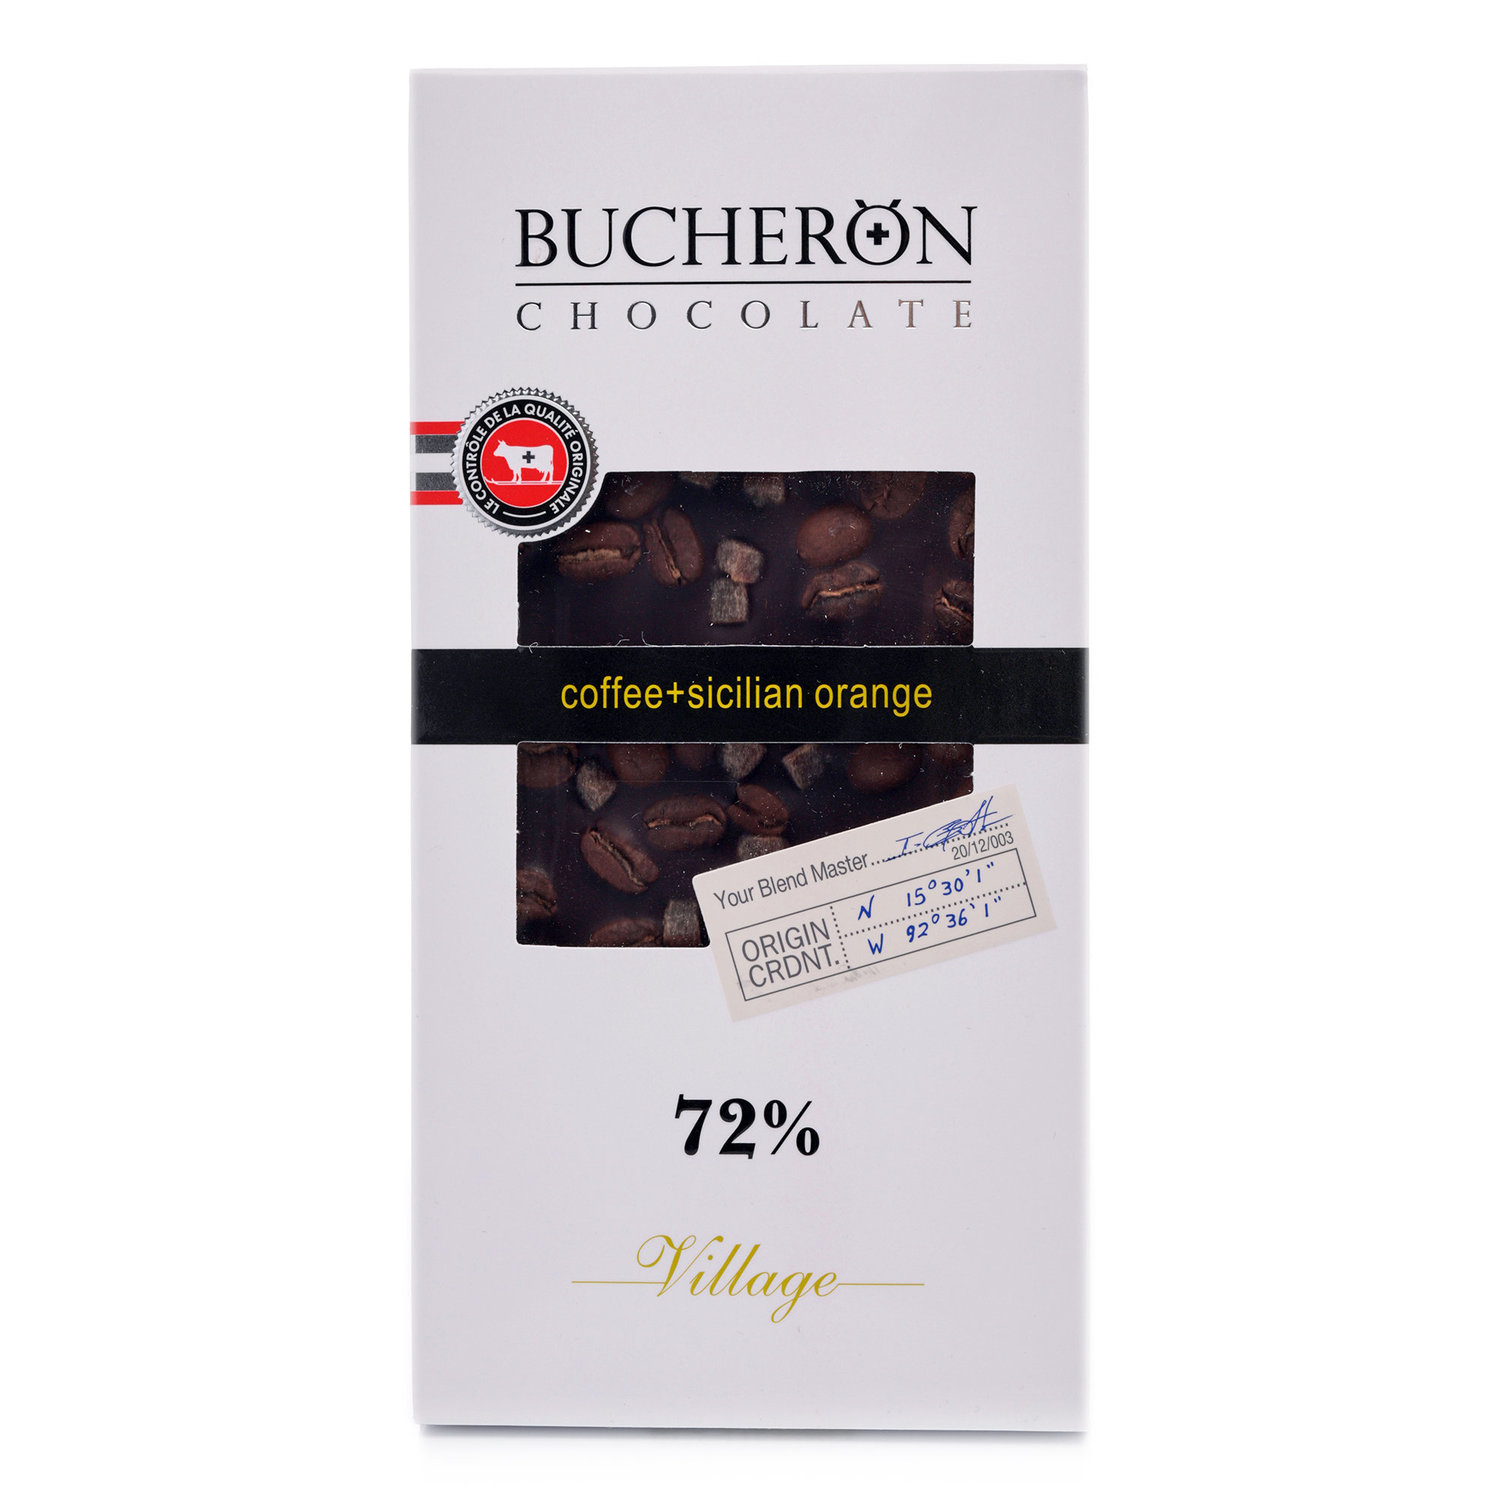 BUCHERÖN
CHOCOLATE
LE CONTRÔLE DE LA QUALITÉ ORIGINALE
coffee+sicilian orange
Your Blend Master
20/12/003
ORIGIN
CRDNT.
N 15°30'1"
W 92°36'1"
72%
Village